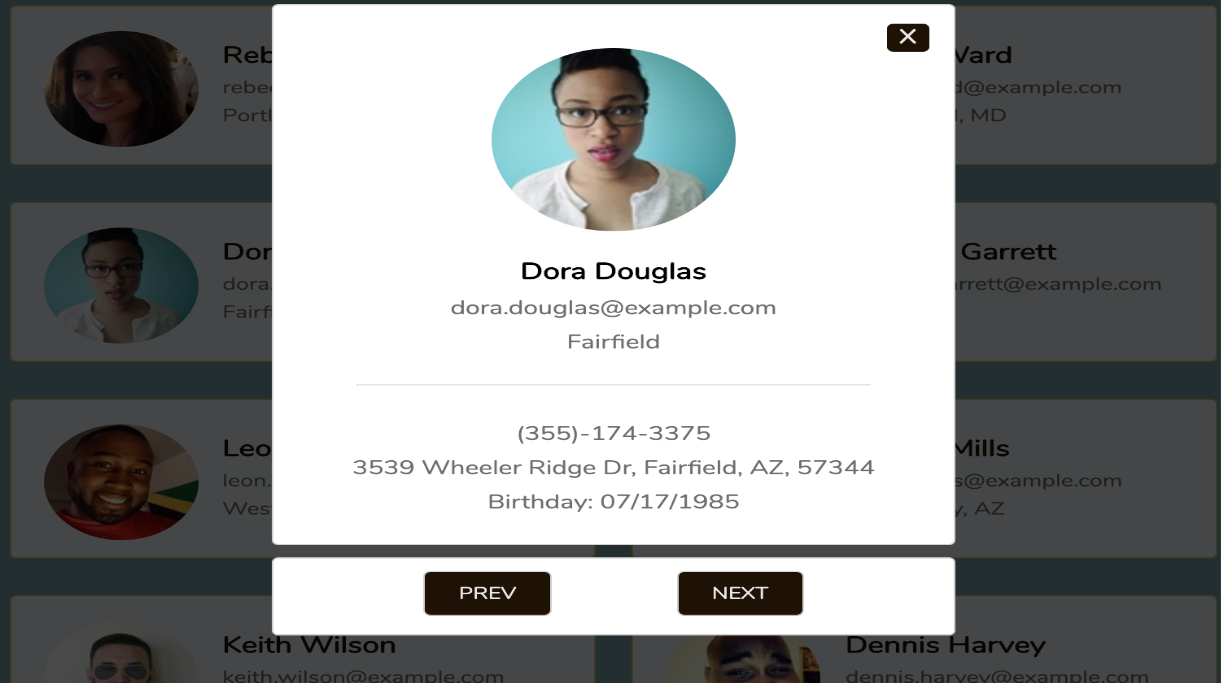 Reb
rebe
Portl
Ward
d@example.com
, MD
Dor
dora.
Fairf
Garrett
arrett@example.com
Leo
leon.
Wes
Mills
s@example.com
y, AZ
Keith Wilson
keith.wilson@example.com
Dennis Harvey
dennis.harvey@example.com
×
Dora Douglas
dora.douglas@example.com
Fairfield
(355)-174-3375
3539 Wheeler Ridge Dr, Fairfield, AZ, 57344
Birthday: 07/17/1985
PREV
NEXT